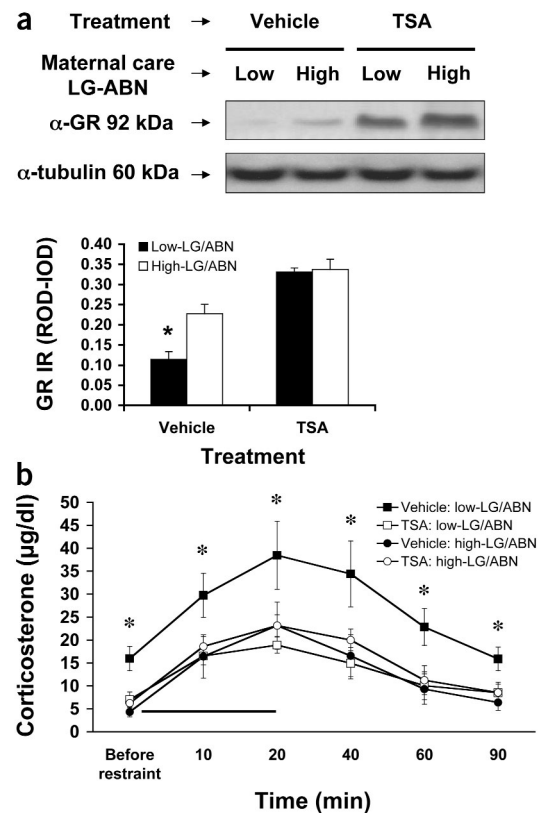 a
Treatment → Vehicle TSA
Maternal care
LG-ABN → Low High Low High
α-GR 92 kDa →
α-tubulin 60 kDa →
GR IR (ROD-IOD)
0.40
0.35
0.30
0.25
0.20
0.15
0.10
0.05
0.00
Low-LG/ABN
High-LG/ABN
*
Vehicle TSA
Treatment
b
Corticosterone (µg/dl)
50
45
40
35
30
25
20
15
10
5
0
Vehicle: low-LG/ABN
TSA: low-LG/ABN
Vehicle: high-LG/ABN
TSA: high-LG/ABN
* * * * * *
Before
restraint 10 20 40 60 90
Time (min)